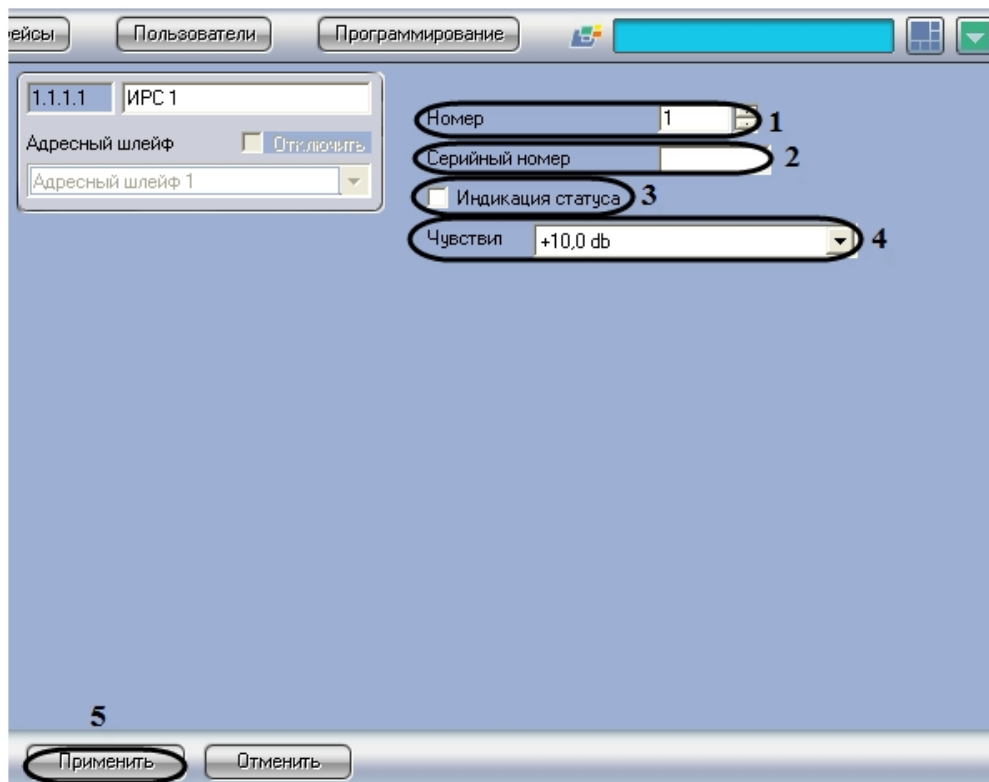 ейсы Пользователи Программирование
1.1.1.1 ИРС 1
Адресный шлейф Отключить
Адресный шлейф 1
Номер 1 1
Серийный номер 2
Индикация статуса 3
Чувствит +10,0 db 4
5
Применить Отменить